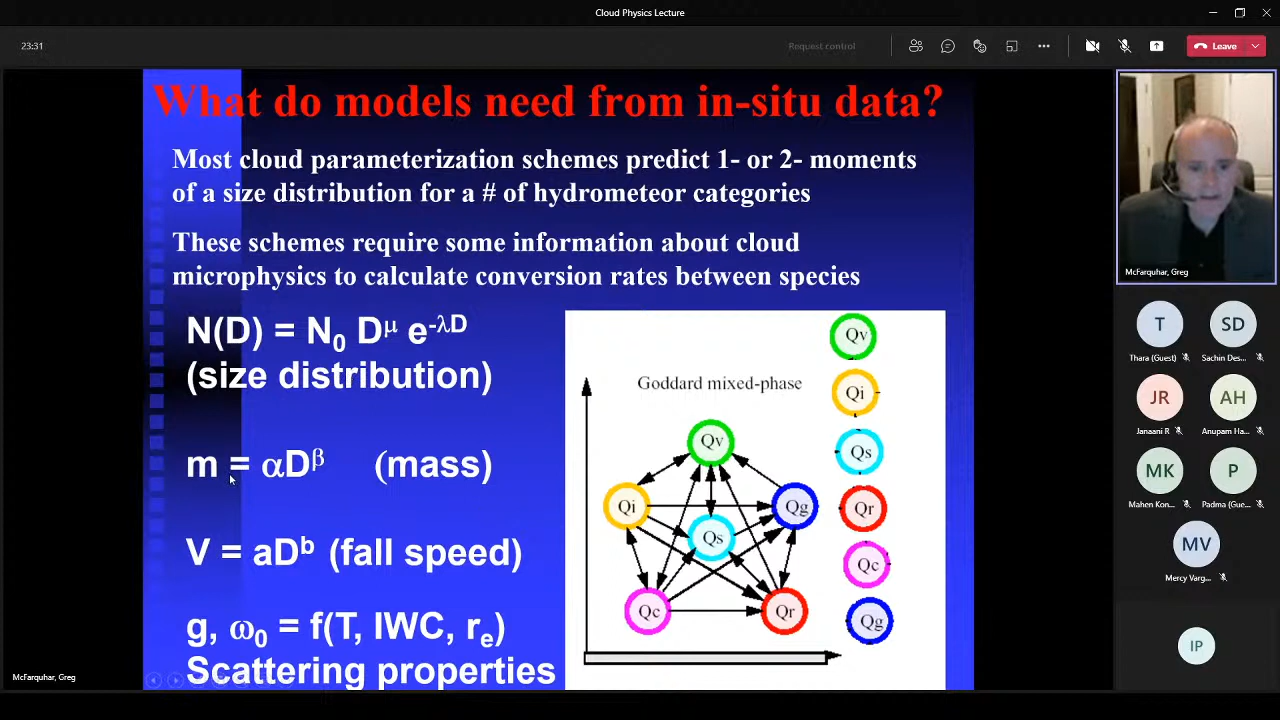 Cloud Physics Lecture
23:31
Request control
Leave
What do models need from in-situ data?
Most cloud parameterization schemes predict 1- or 2- moments
of a size distribution for a # of hydrometeor categories
These schemes require some information about cloud
microphysics to calculate conversion rates between species
N(D) = N₀ D^μ e^-λD
(size distribution)
m = αD^β (mass)
V = aD^b (fall speed)
g, ω₀ = f(T, IWC, rₑ)
Scattering properties
Goddard mixed-phase
Qv
Qi
Qg
Qs
Qc
Qr
Qv
Qi
Qs
Qr
Qc
Qg
McFarquhar, Greg
McFarquhar, Greg
T
SD
Thara (Guest)
Sachin Des...
JR
AH
Janaani R
Anupam Ha...
MK
P
Mahen Kon...
Padma (Gue...
MV
Mercy Varg...
IP